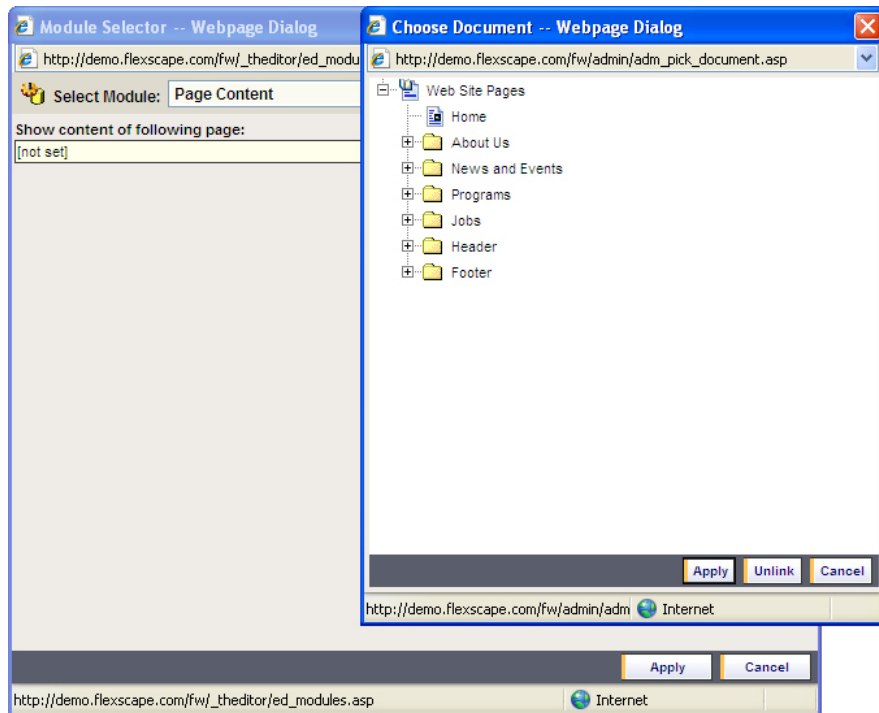 Module Selector -- Webpage Dialog
http://demo.flexscape.com/fw/_theditor/ed_modu
Select Module: Page Content
Show content of following page:
[not set]
Apply Cancel
http://demo.flexscape.com/fw/_theditor/ed_modules.asp Internet
Choose Document -- Webpage Dialog
http://demo.flexscape.com/fw/admin/adm_pick_document.asp
Web Site Pages
Home
About Us
News and Events
Programs
Jobs
Header
Footer
Apply Unlink Cancel
http://demo.flexscape.com/fw/admin/adm Internet